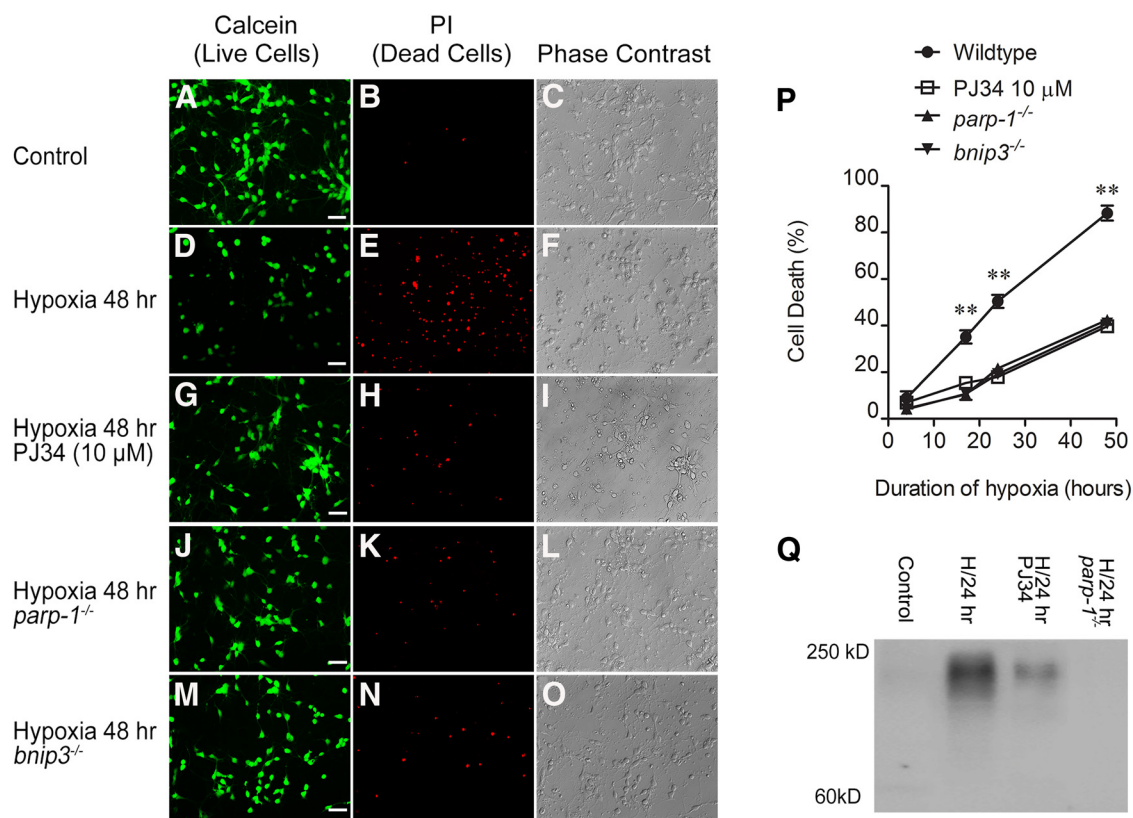 Calcein
(Live Cells)
PI
(Dead Cells)
Phase Contrast
Control
A
B
C
Hypoxia 48 hr
D
E
F
Hypoxia 48 hr
PJ34 (10 µM)
G
H
I
Hypoxia 48 hr
parp-1-/-
J
K
L
Hypoxia 48 hr
bnip3-/-
M
N
O
P
Wildtype
PJ34 10 µM
parp-1-/-
bnip3-/-
Cell Death (%)
100
80
60
40
20
0
**
**
**
0
10
20
30
40
50
Duration of hypoxia (hours)
Q
Control
H/24 hr
H/24 hr
PJ34
H/24 hr
parp-1-/-
250 kD
60kD